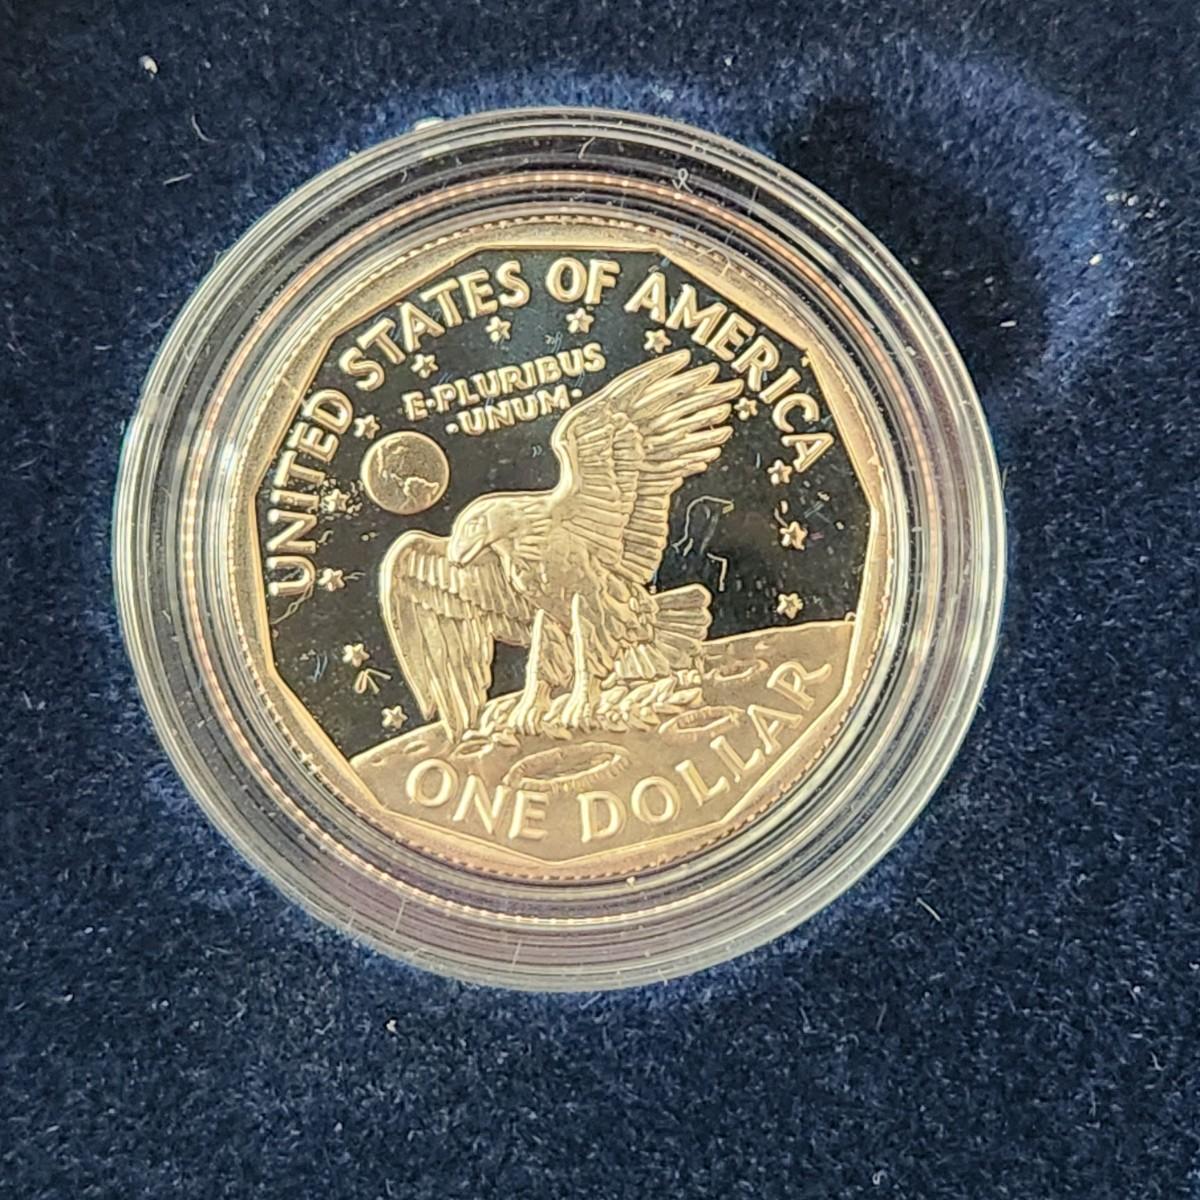 UNITED STATES OF AMERICA
E·PLURIBUS
·UNUM·
ONE DOLLAR